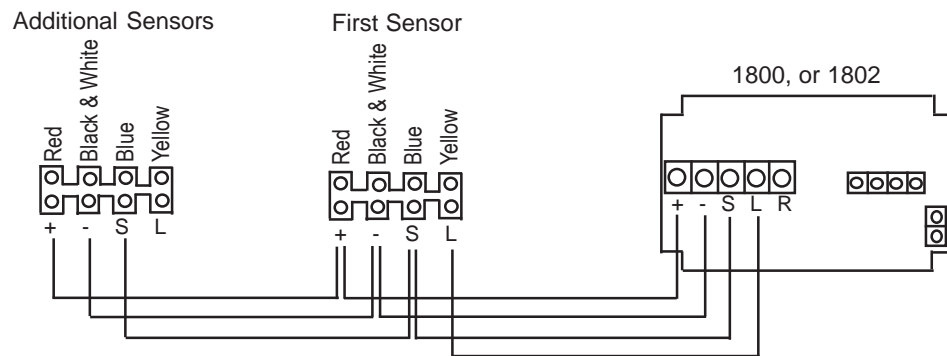 Additional Sensors
First Sensor
1800, or 1802
Red
Black & White
Blue
Yellow
Red
Black & White
Blue
Yellow
+ - S L
+ - S L
+ - S L R